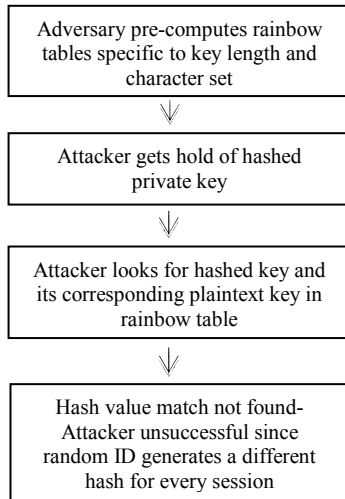 Adversary pre-computes rainbow
tables specific to key length and
character set
Attacker gets hold of hashed
private key
Attacker looks for hashed key and
its corresponding plaintext key in
rainbow table
Hash value match not found-
Attacker unsuccessful since
random ID generates a different
hash for every session